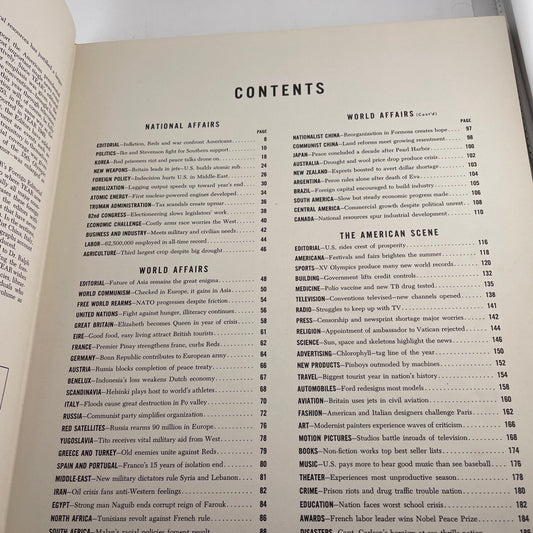 CONTENTS
NATIONAL AFFAIRS
PAGE
EDITORIAL—Inflation, Reds and war confront Americans 8
POLITICS—Ike and Stevenson fight for Southern support 10
KOREA—Red prisoners riot and peace talks drone on 18
NEW WEAPONS—Britain leads in jets—U.S. builds atomic sub 24
FOREIGN POLICY—Indecision hurts U.S. in Middle-East 28
MOBILIZATION—Lagging output speeds up toward year's end 30
ATOMIC ENERGY—First nuclear-powered engines developed 34
TRUMAN ADMINISTRATION—Tax scandals create uproar 34
82nd CONGRESS—Electioneering slows legislators' work 36
ECONOMIC CHALLENGE—Costly arms race worries the West 38
BUSINESS AND INDUSTRY—Meets military and civilian needs 40
LABOR—62,500,000 employed in all-time record 44
AGRICULTURE—Third largest crop despite big drought 46
WORLD AFFAIRS
EDITORIAL—Future of Asia remains the great enigma 48
WORLD COMMUNISM—Checked in Europe, it gains in Asia 50
FREE WORLD REARMS—NATO progresses despite friction
UNITED NATIONS—Fight against hunger, illiteracy continues
GREAT BRITAIN—Elizabeth becomes Queen in year of crisis 58
EIRE—Good food, easy living attract British tourists
FRANCE—Premier Pinay strengthens franc, curbs Reds
GERMANY—Bonn Republic contributes to European army 64
AUSTRIA—Russia blocks completion of peace treaty
BENELUX—Indonesia's loss weakens Dutch economy
SCANDINAVIA—Helsinki plays host to world's athletes 68
ITALY—Floods cause great destruction in Po valley 70
RUSSIA—Communist party simplifies organization 72
RED SATELLITES—Russia rearms 90 million in Europe 76
YUGOSLAVIA—Tito receives vital military aid from West 78
GREECE AND TURKEY—Old enemies unite against Reds 79
SPAIN AND PORTUGAL—France's 15 years of isolation end 80
MIDDLE-EAST—New military dictators rule Syria and Lebanon 81
IRAN—Oil crisis fans anti-Western feelings 82
EGYPT—Strong man Naguib ends corrupt reign of Farouk 84
NORTH AFRICA—Tunisians revolt against French rule 86
SOUTH AFRICA—Malan's racial policies foment revolt 88
WORLD AFFAIRS (Cont'd)
PAGE
NATIONALIST CHINA—Reorganization in Formosa creates hope 97
COMMUNIST CHINA—Land reforms meet growing resentment 98
JAPAN—Peace concluded a decade after Pearl Harbor 100
AUSTRALIA—Drought and wool price drop produce crisis
NEW ZEALAND—Exports boosted to avert dollar shortage
ARGENTINA—Peron rules alone after death of Eva 104
BRAZIL—Foreign capital encouraged to build industry
SOUTH AMERICA—Slow but steady economic progress made
CENTRAL AMERICA—Commercial growth despite political unrest
CANADA—National resources spur industrial development 110
THE AMERICAN SCENE
EDITORIAL—U.S. rides crest of prosperity 116
AMERICANA—Festivals and fairs brighten the summer 118
SPORTS—XV Olympics produce many new world records 120
BUILDING—Government lifts credit controls 132
MEDICINE—Polio vaccine and new TB drug tested
TELEVISION—Conventions televised—new channels opened 138
RADIO—Struggles to keep up with TV 141
PRESS—Censorship and newsprint shortage major worries
RELIGION—Appointment of ambassador to Vatican rejected 144
SCIENCE—Sun, space and skeletons highlight the news
ADVERTISING—Chlorophyll—tag line of the year 150
NEW PRODUCTS—Pinboys outmoded by machines 152
TRAVEL—Biggest tourist year in nation's history 154
AUTOMOBILES—Ford redesigns most models 158
AVIATION—Britain uses jets in civil aviation 160
FASHION—American and Italian designers challenge Paris 162
ART—Modernist painters experience waves of criticism 166
MOTION PICTURES—Studios battle inroads of television 168
BOOKS—Non-fiction works top best seller lists 174
MUSIC—U.S. pays more to hear good music than see baseball 176
THEATER—Experiences most unproductive season 178
CRIME—Prison riots and drug traffic trouble nation
EDUCATION—Nation faces worst school crisis
AWARDS—French labor leader wins Nobel Peace Prize 184